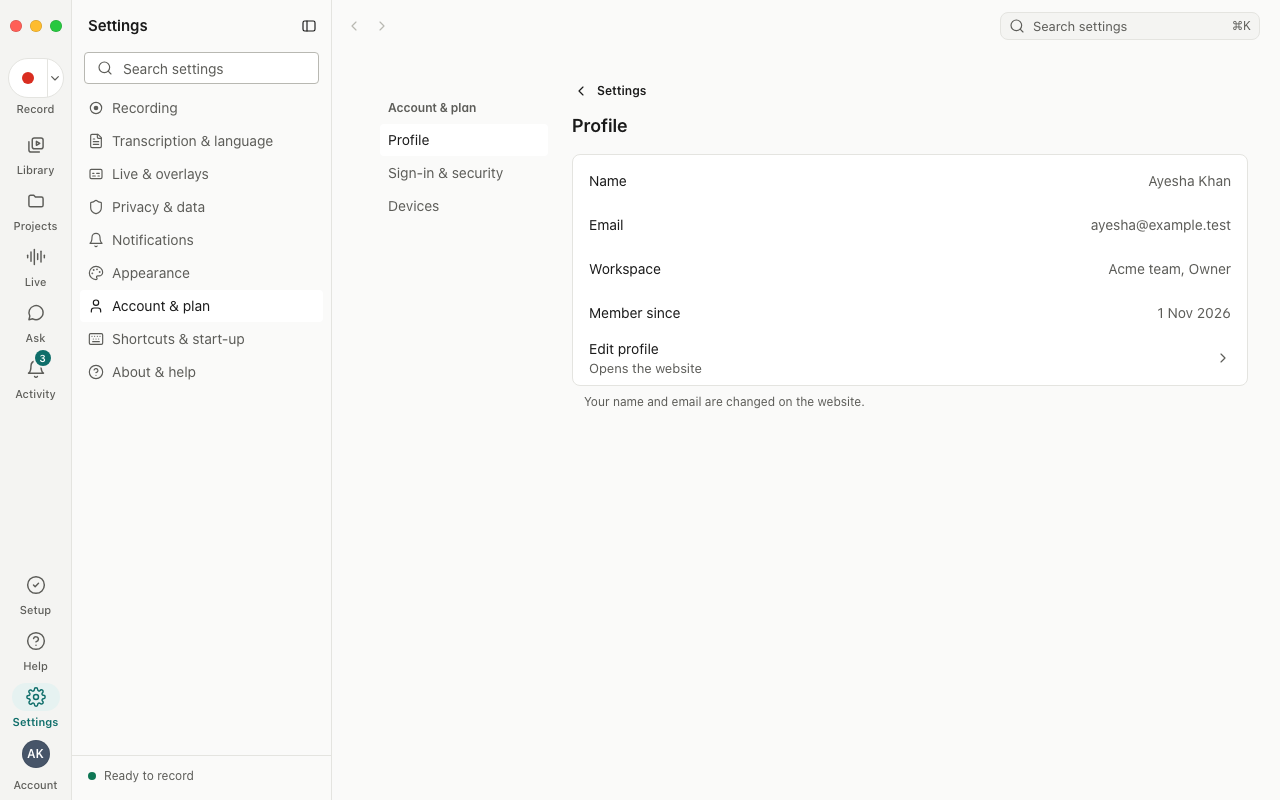 Record
Library
Projects
Live
Ask
3
Activity
Setup
Help
Settings
AK
Account
Settings
Search settings
Recording
Transcription & language
Live & overlays
Privacy & data
Notifications
Appearance
Account & plan
Shortcuts & start-up
About & help
Ready to record
Search settings ⌘K
Account & plan
Profile
Sign-in & security
Devices
Settings
Profile
Name Ayesha Khan
Email ayesha@example.test
Workspace Acme team, Owner
Member since 1 Nov 2026
Edit profile
Opens the website
Your name and email are changed on the website.